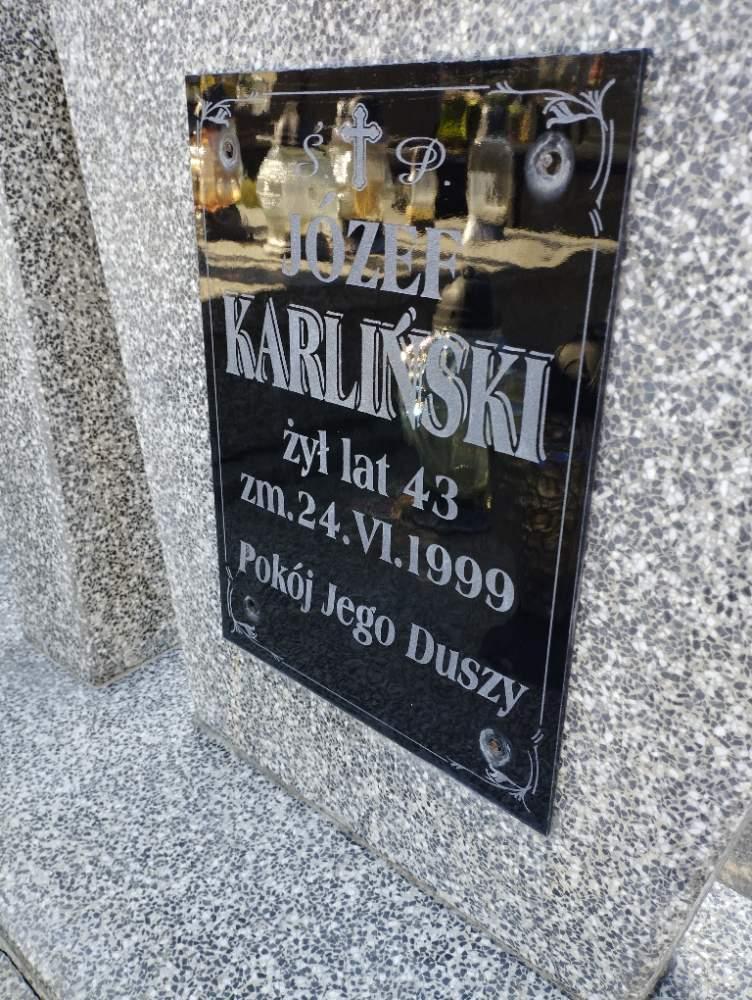 Ś P
JÓZEF
KARLIŃSKI
żył lat 43
zm.24.VI.1999
Pokój Jego Duszy